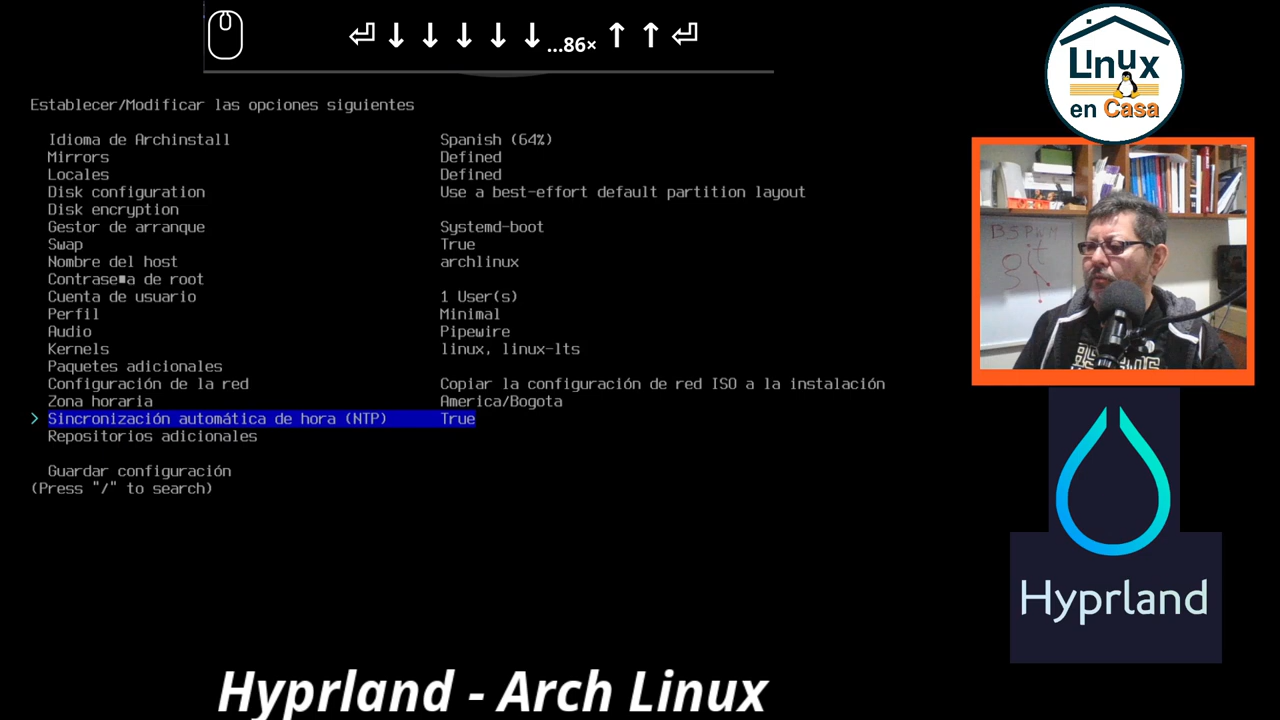 ...86×
Linux
en Casa
Establecer/Modificar las opciones siguientes
Idioma de Archinstall Spanish (64%)
Mirrors Defined
Locales Defined
Disk configuration Use a best-effort default partition layout
Disk encryption
Gestor de arranque Systemd-boot
Swap True
Nombre del host archlinux
Contrase■a de root
Cuenta de usuario 1 User(s)
Perfil Minimal
Audio Pipewire
Kernels linux, linux-lts
Paquetes adicionales
Configuración de la red Copiar la configuración de red ISO a la instalación
Zona horaria America/Bogota
> Sincronización automática de hora (NTP) True
Repositorios adicionales
Guardar configuración
(Press "/" to search)
BSPWM
git
Hyprland
Hyprland - Arch Linux